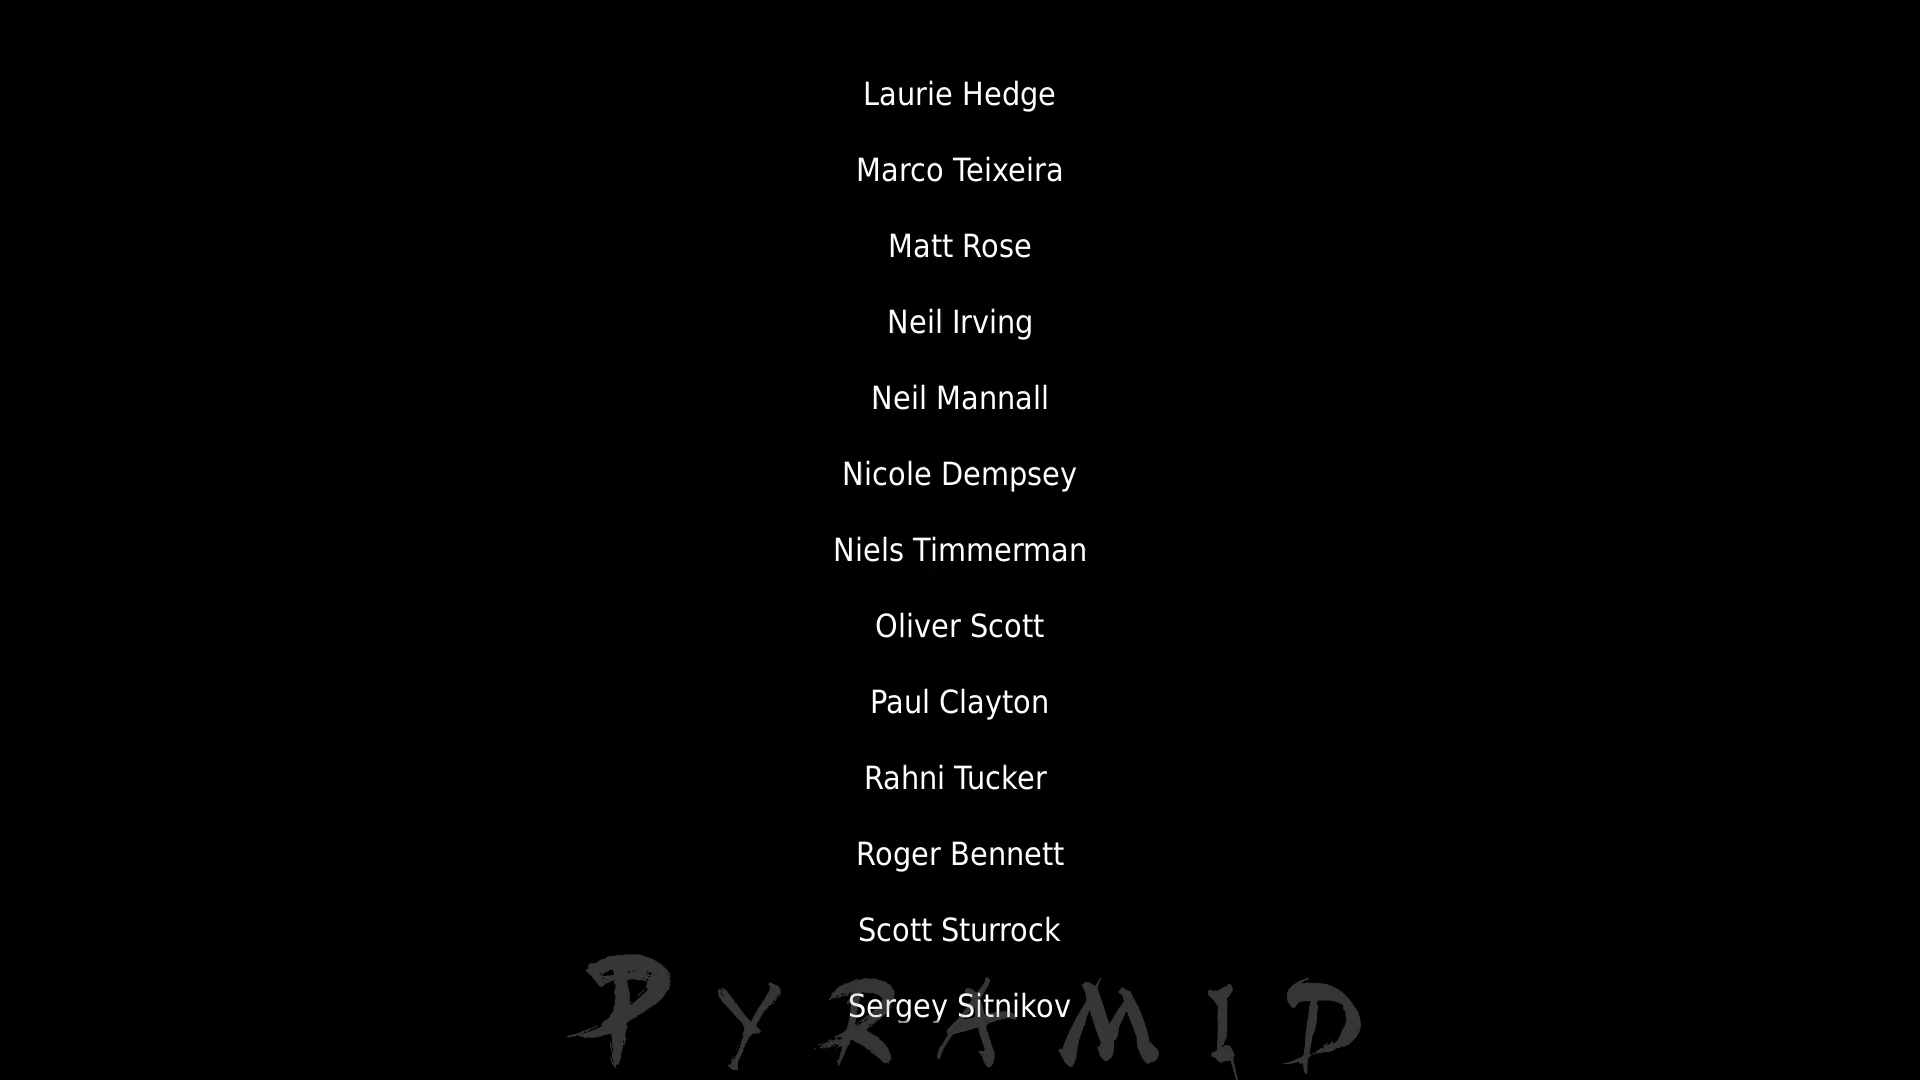 Laurie Hedge
Marco Teixeira
Matt Rose
Neil Irving
Neil Mannall
Nicole Dempsey
Niels Timmerman
Oliver Scott
Paul Clayton
Rahni Tucker
Roger Bennett
Scott Sturrock
Sergey Sitnikov
PYRAMID